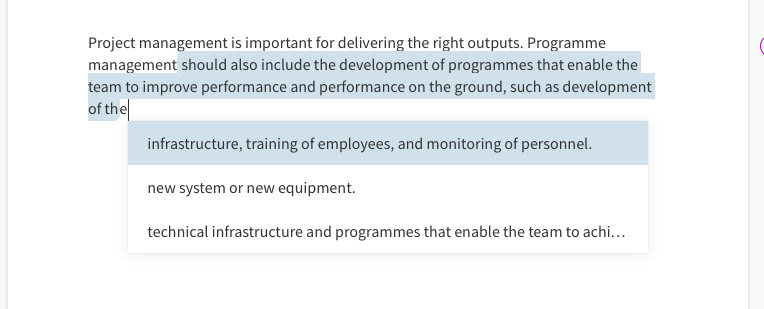 Project management is important for delivering the right outputs. Programme
management should also include the development of programmes that enable the
team to improve performance and performance on the ground, such as development
of the
infrastructure, training of employees, and monitoring of personnel.
new system or new equipment.
technical infrastructure and programmes that enable the team to achi…